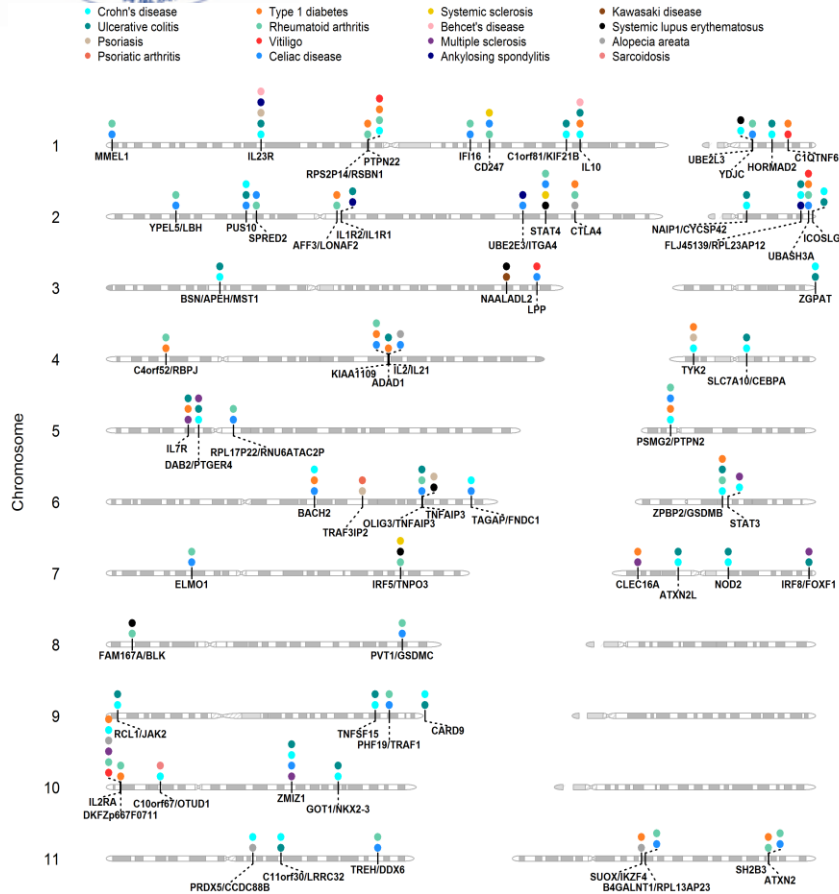 Crohn's disease Type 1 diabetes Systemic sclerosis Kawasaki disease
Ulcerative colitis Rheumatoid arthritis Behcet's disease Systemic lupus erythematosus
Psoriasis Vitiligo Multiple sclerosis Alopecia areata
Psoriatic arthritis Celiac disease Ankylosing spondylitis Sarcoidosis
Chromosome
1
MMEL1 IL23R PTPN22 IFI16 C1orf81/KIF21B IL10 UBE2L3 HORMAD2 C1QTNF6
RPS2P14/RSBN1 CD247 YDJC
2
YPEL5/LBH PUS10 IL1R2/IL1R1 STAT4 CTLA4 NAIP1/CYCSP42 ICOSLG
SPRED2 AFF3/LONAF2 UBE2E3/ITGA4 FLJ45139/RPL23AP12
UBASH3A
3
BSN/APEH/MST1 NAALADL2 ZGPAT
LPP
4
C4orf52/RBPJ KIAA1109 IL2/IL21 TYK2
ADAD1 SLC7A10/CEBPA
5
IL7R RPL17P22/RNU6ATAC2P PSMG2/PTPN2
DAB2/PTGER4
6
BACH2 TNFAIP3 TAGAP/FNDC1 ZPBP2/GSDMB
TRAF3IP2 OLIG3/TNFAIP3 STAT3
7
ELMO1 IRF5/TNPO3 CLEC16A NOD2 IRF8/FOXF1
ATXN2L
8
FAM167A/BLK PVT1/GSDMC
9
RCL1/JAK2 TNFSF15 CARD9
PHF19/TRAF1
10
IL2RA C10orf67/OTUD1 ZMIZ1
DKFZp667F0711 GOT1/NKX2-3
11
PRDX5/CCDC88B C11orf30/LRRC32 TREH/DDX6 SUOX/IKZF4 SH2B3
B4GALNT1/RPL13AP23 ATXN2